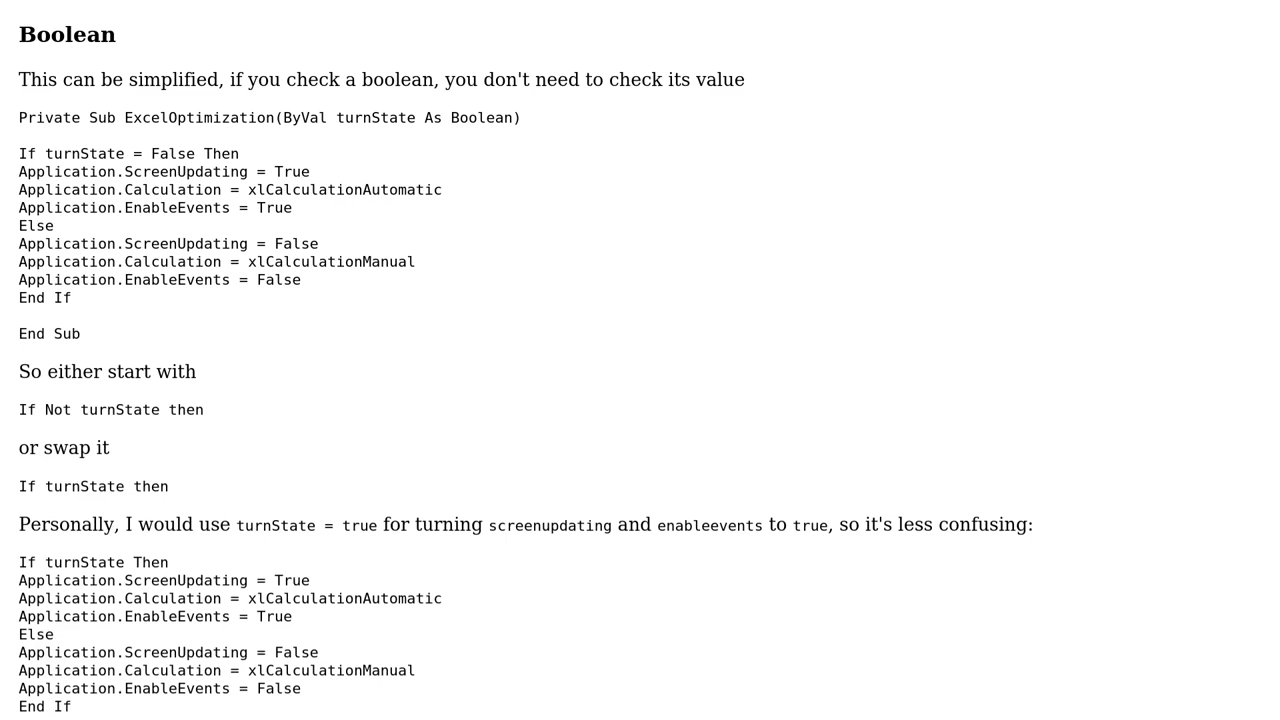 Boolean
This can be simplified, if you check a boolean, you don't need to check its value
Private Sub ExcelOptimization(ByVal turnState As Boolean)
If turnState = False Then
Application.ScreenUpdating = True
Application.Calculation = xlCalculationAutomatic
Application.EnableEvents = True
Else
Application.ScreenUpdating = False
Application.Calculation = xlCalculationManual
Application.EnableEvents = False
End If
End Sub
So either start with
If Not turnState then
or swap it
If turnState then
Personally, I would use turnState = true for turning screenupdating and enableevents to true, so it's less confusing:
If turnState Then
Application.ScreenUpdating = True
Application.Calculation = xlCalculationAutomatic
Application.EnableEvents = True
Else
Application.ScreenUpdating = False
Application.Calculation = xlCalculationManual
Application.EnableEvents = False
End If